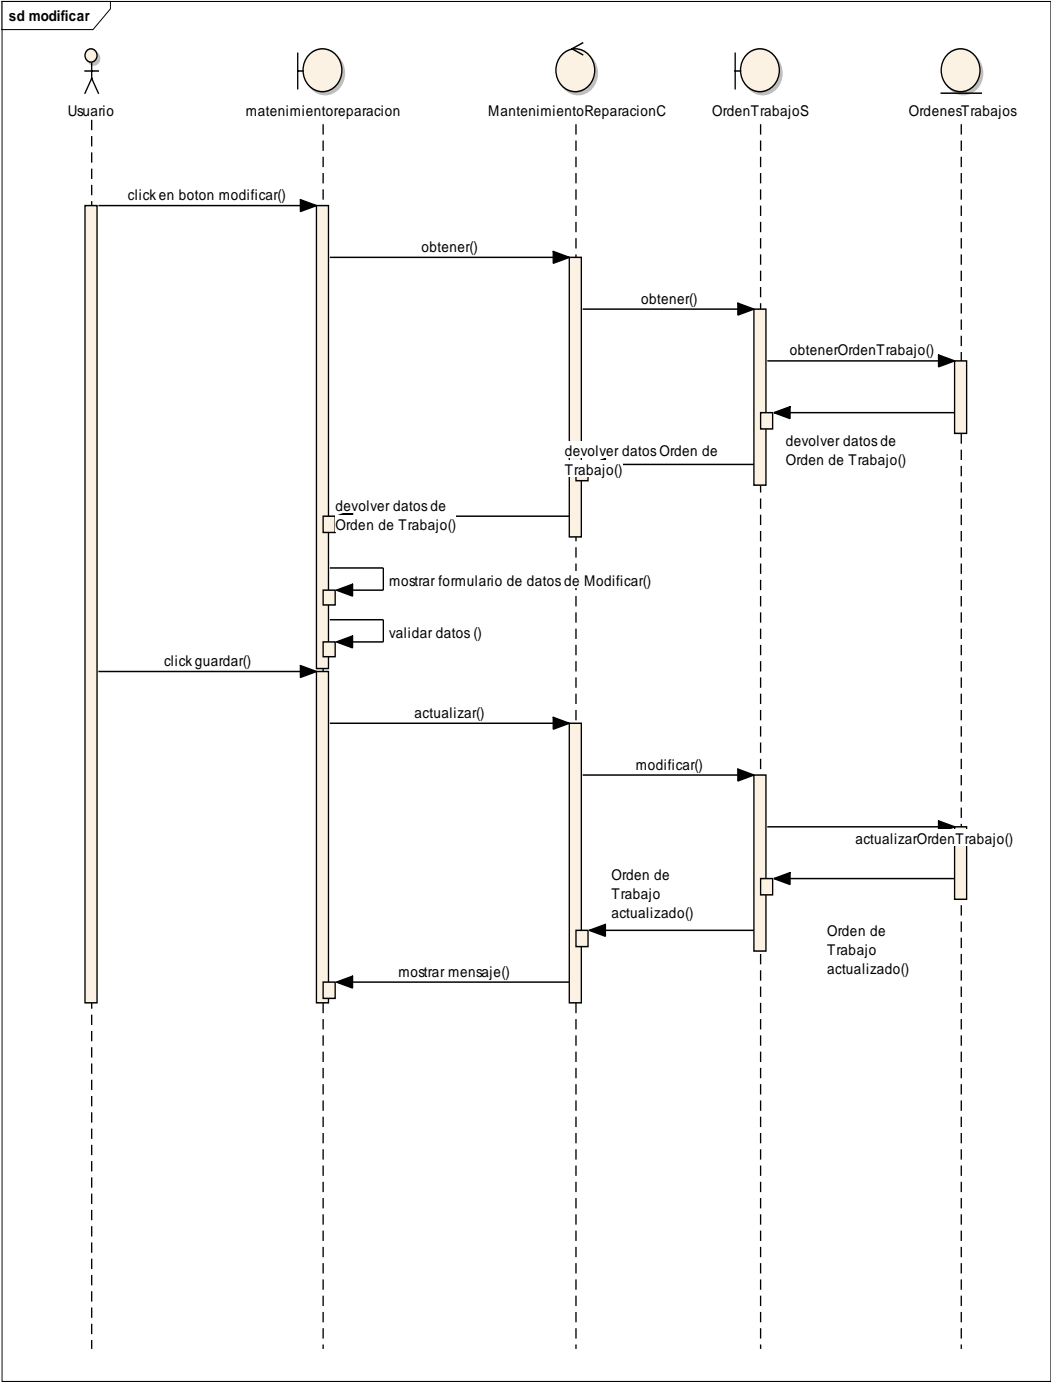 sd modificar
Usuario
matenimientoreparacion
MantenimientoReparacionC
OrdenTrabajoS
OrdenesTrabajos
click en boton modificar()
obtener()
obtener()
obtenerOrdenTrabajo()
devolver datos de
Orden de Trabajo()
devolver datos Orden de
Trabajo()
devolver datos de
Orden de Trabajo()
mostrar formulario de datos de Modificar()
validar datos ()
click guardar()
actualizar()
modificar()
actualizarOrdenTrabajo()
Orden de
Trabajo
actualizado()
Orden de
Trabajo
actualizado()
mostrar mensaje()